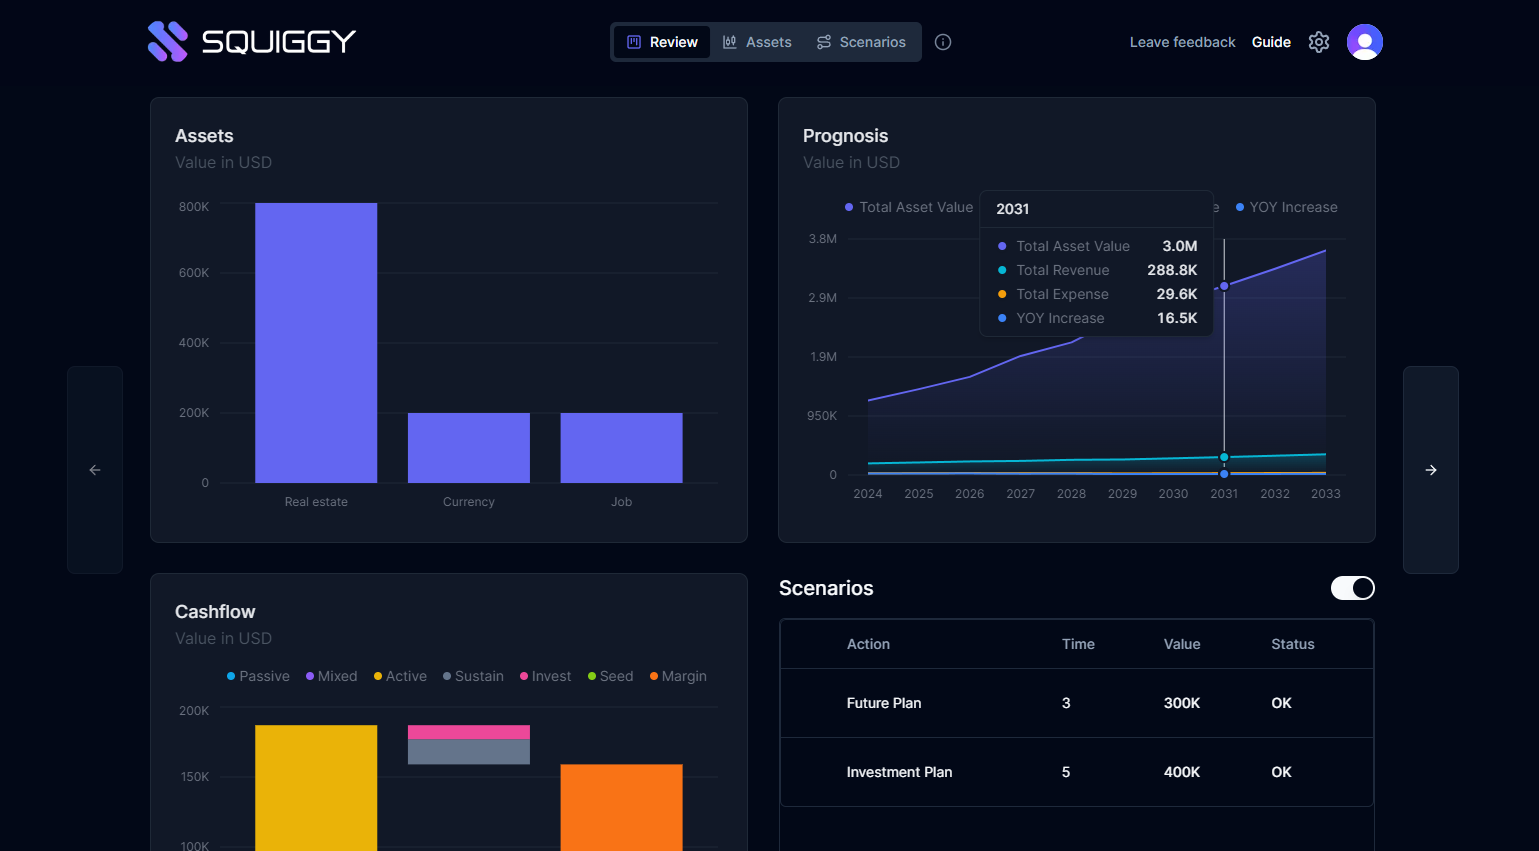 SQUIGGY
Review Assets Scenarios
Leave feedback Guide
Assets
Value in USD
800K
600K
400K
200K
0
Real estate Currency Job
Prognosis
Value in USD
Total Asset Value YOY Increase
2031
Total Asset Value 3.0M
Total Revenue 288.8K
Total Expense 29.6K
YOY Increase 16.5K
3.8M
2.9M
1.9M
950K
0
2024 2025 2026 2027 2028 2029 2030 2031 2032 2033
Cashflow
Value in USD
Passive Mixed Active Sustain Invest Seed Margin
200K
150K
100K
Scenarios
Action Time Value Status
Future Plan 3 300K OK
Investment Plan 5 400K OK